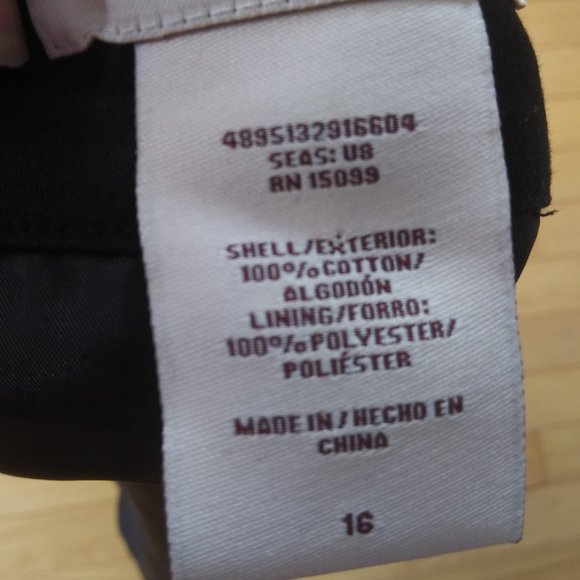 4895132916604
SEAS: U8
RN 15099
SHELL/EXTERIOR:
100% COTTON/
ALGODÓN
LINING/FORRO:
100% POLYESTER/
POLIÉSTER
MADE IN / HECHO EN
CHINA
16